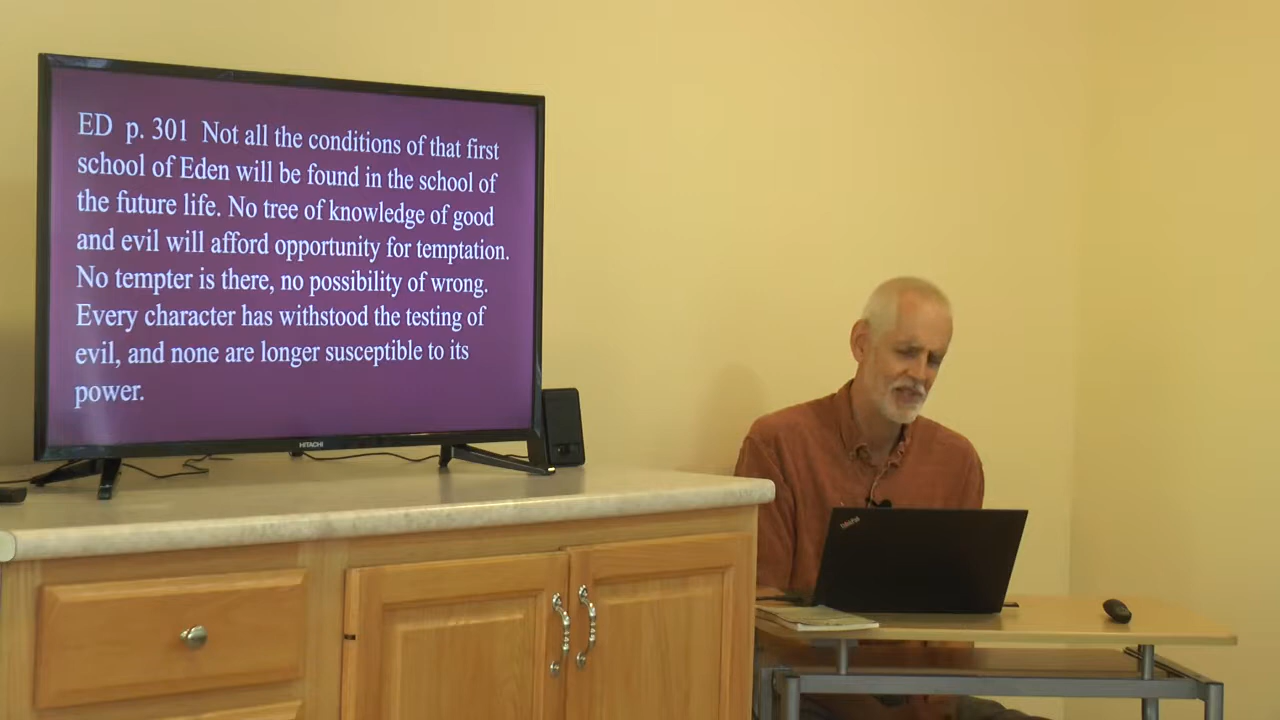 ED p. 301 Not all the conditions of that first
school of Eden will be found in the school of
the future life. No tree of knowledge of good
and evil will afford opportunity for temptation.
No tempter is there, no possibility of wrong.
Every character has withstood the testing of
evil, and none are longer susceptible to its
power.
HITACHI
ThinkPad